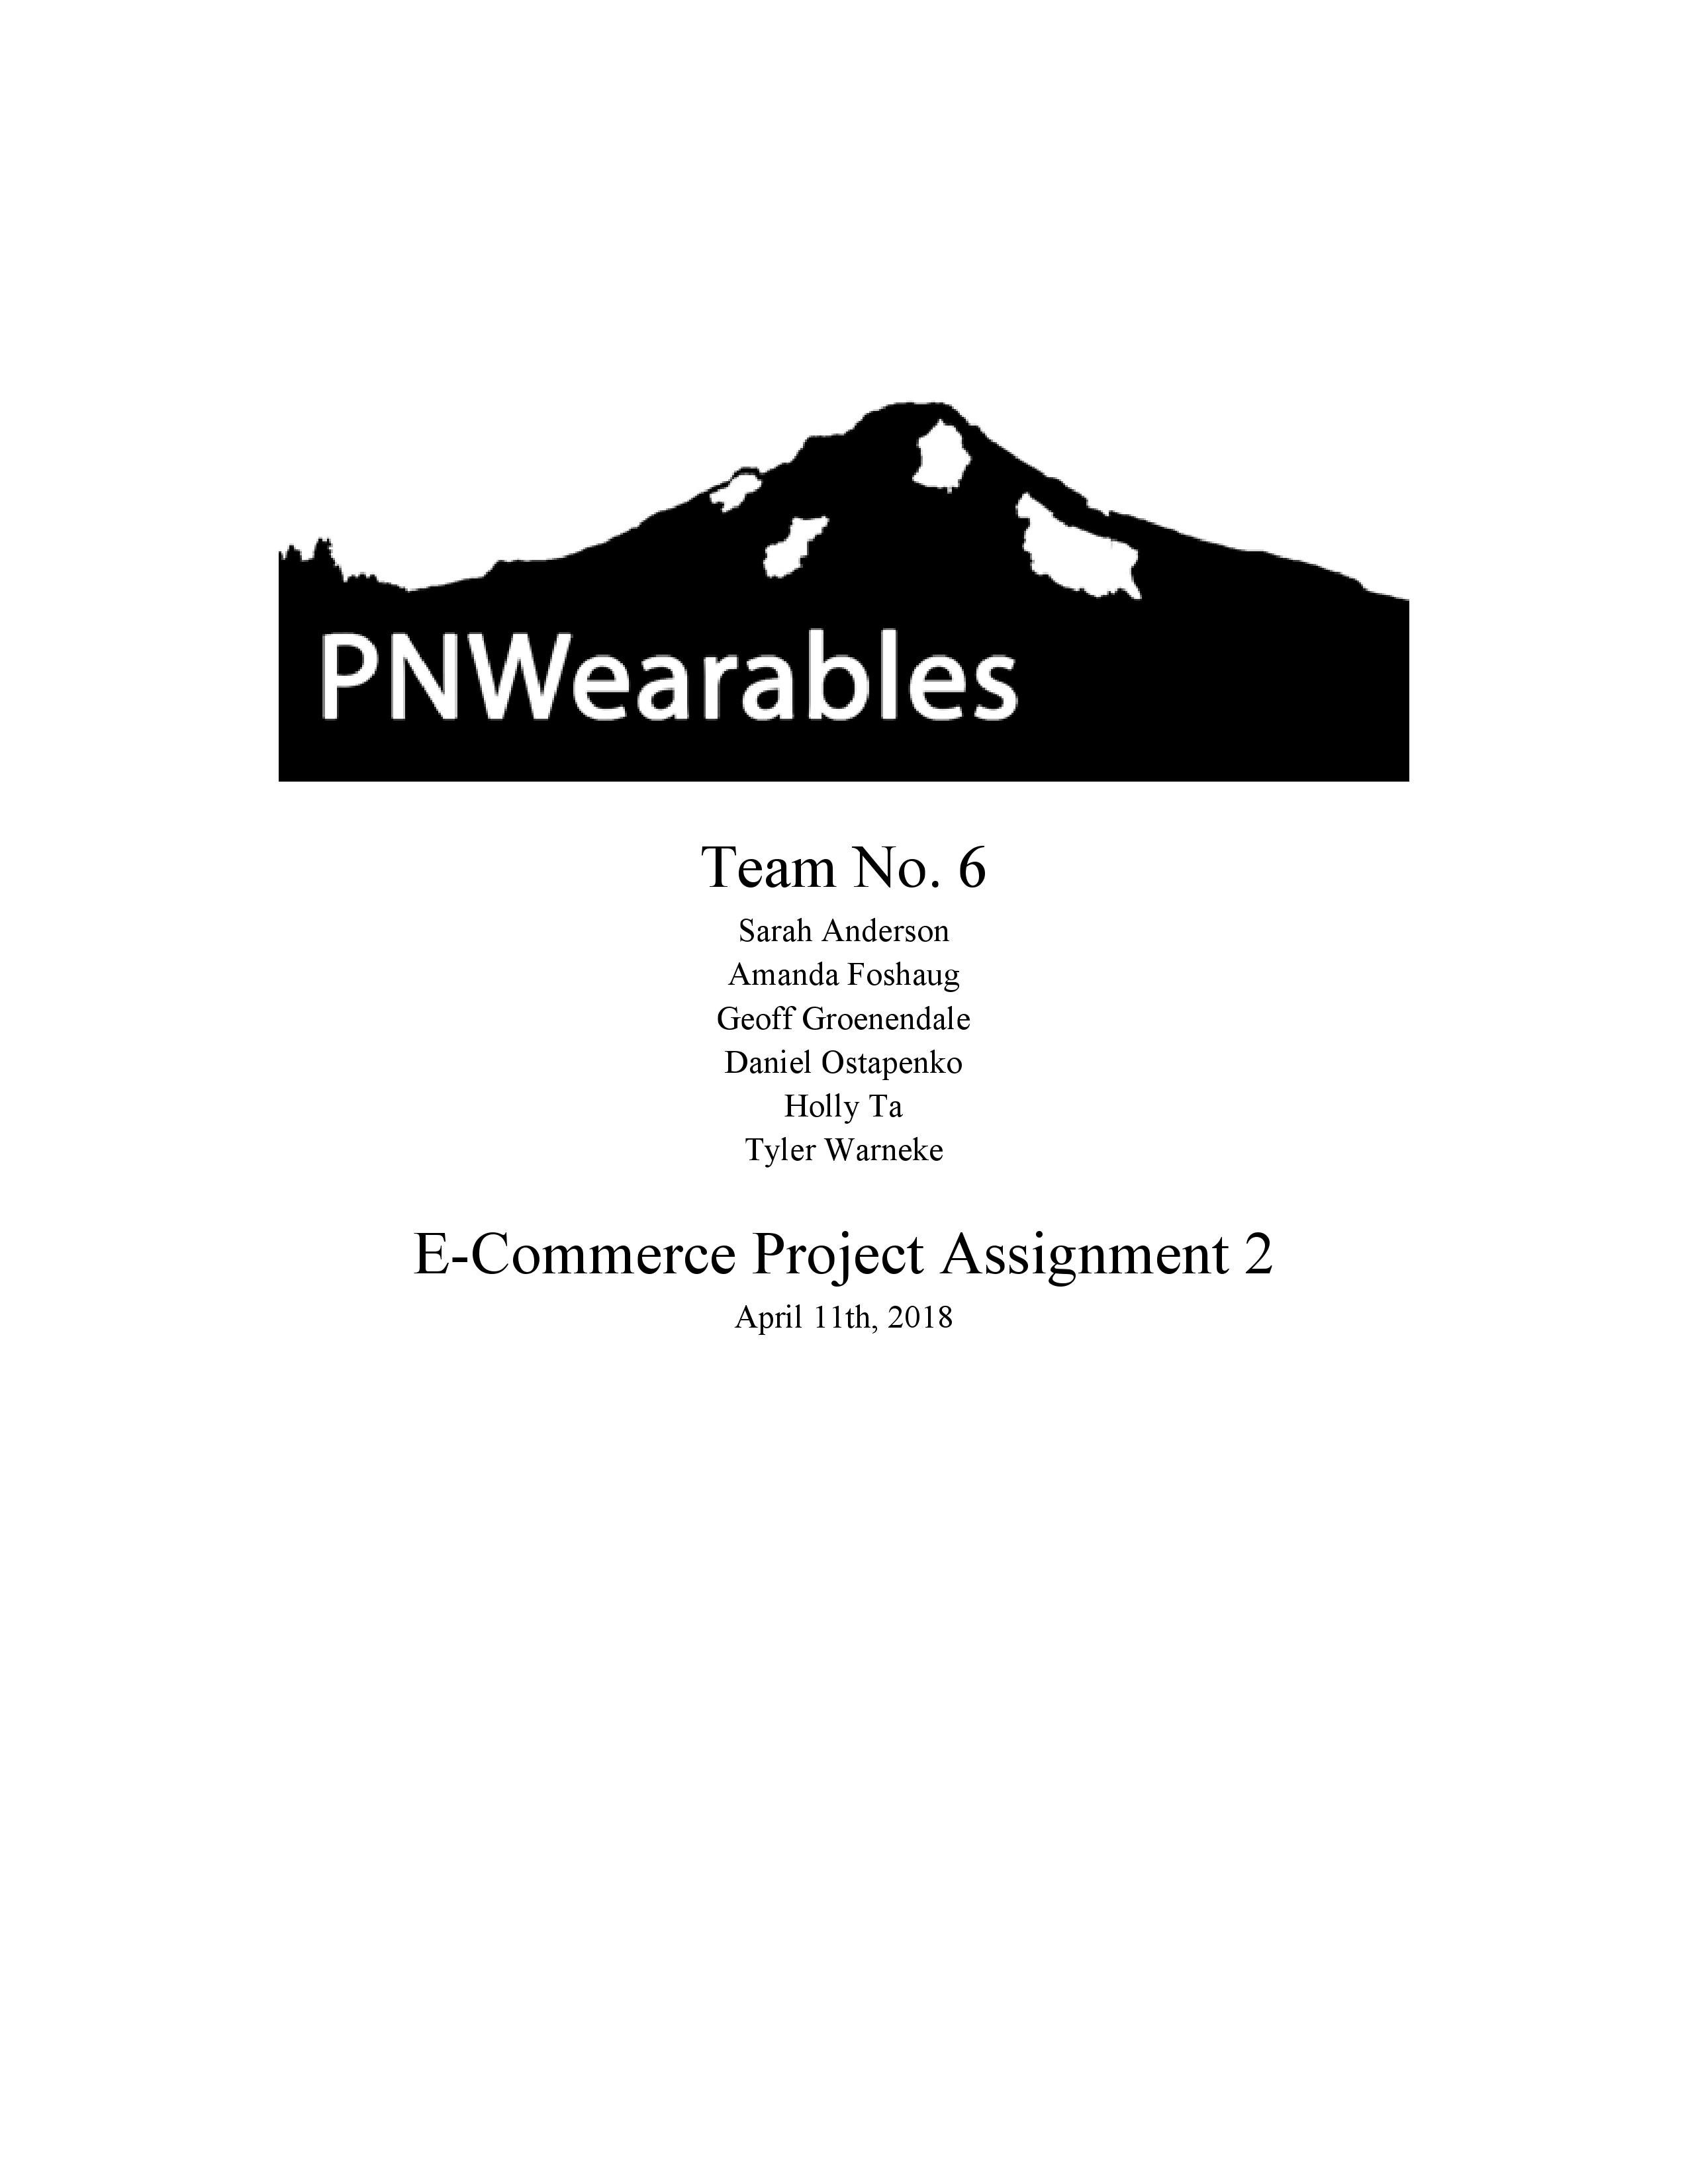 PNWearables
Team No. 6
Sarah Anderson
Amanda Foshaug
Geoff Groenendale
Daniel Ostapenko
Holly Ta
Tyler Warneke
E-Commerce Project Assignment 2
April 11th, 2018